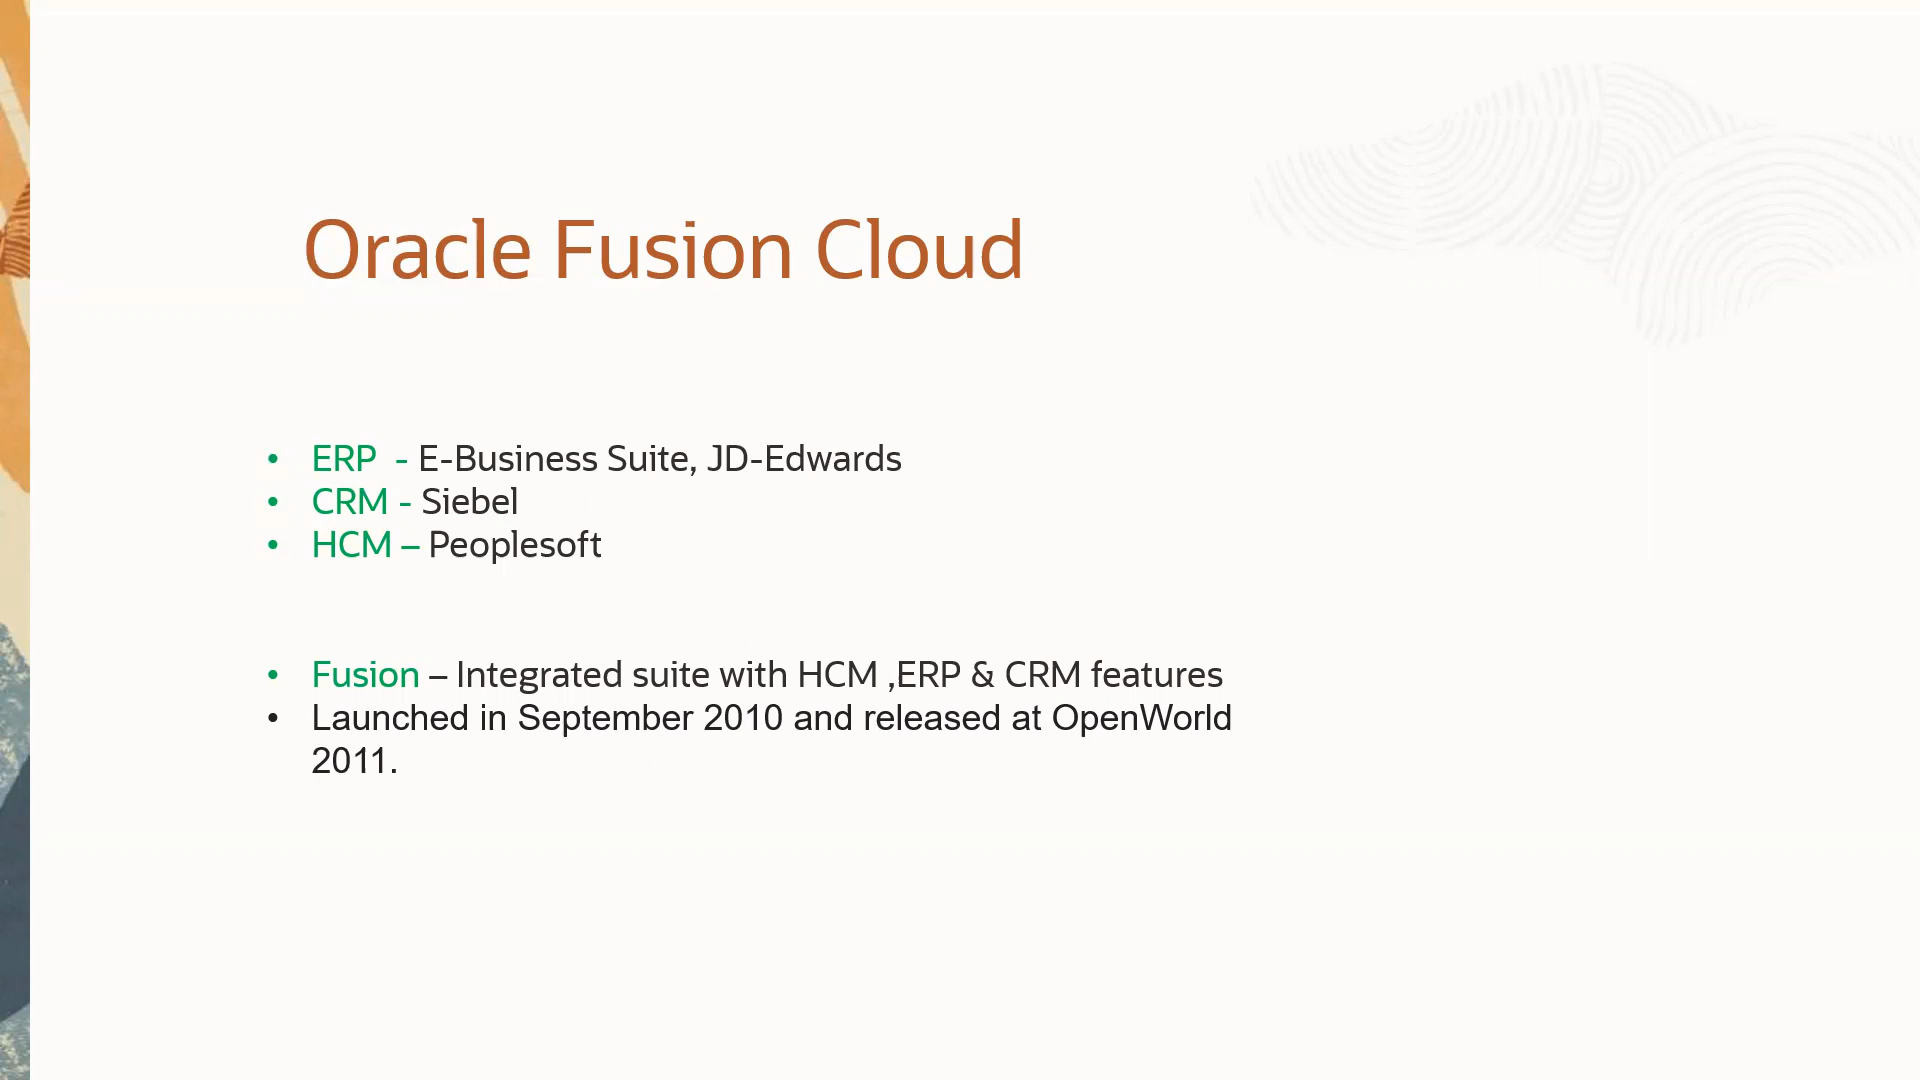 Oracle Fusion Cloud
• ERP  - E-Business Suite, JD-Edwards
• CRM - Siebel
• HCM – Peoplesoft
• Fusion – Integrated suite with HCM ,ERP & CRM features
• Launched in September 2010 and released at OpenWorld
2011.